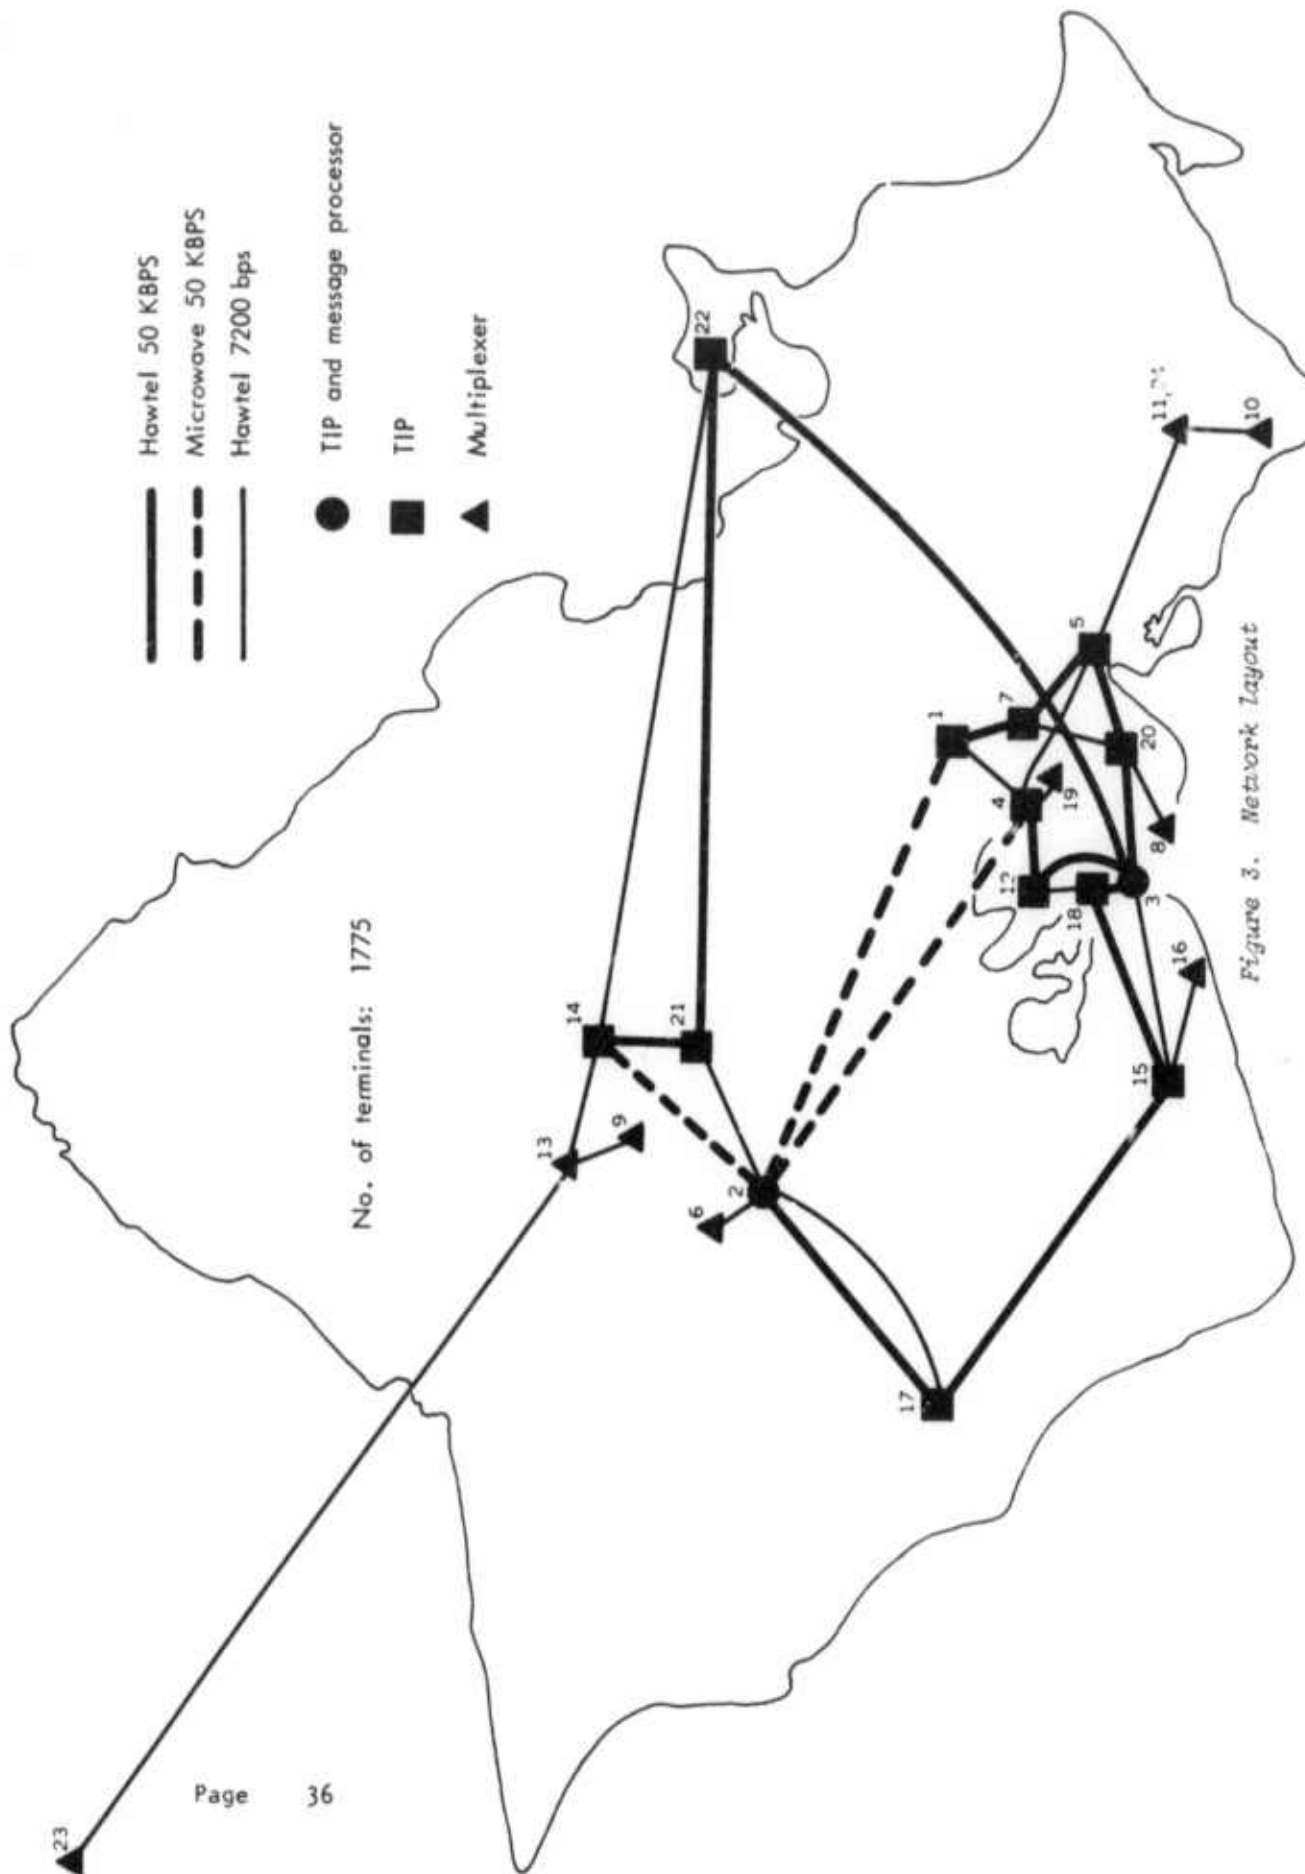 Hawtel 50 KBPS
Microwave 50 KBPS
Hawtel 7200 bps
TIP and message processor
TIP
Multiplexer
No. of terminals: 1775
23
13
9
14
21
22
6
2
17
1
7
5
4
19
20
12
18
3
8
15
16
11,
10
Figure 3. Network layout
Page 36